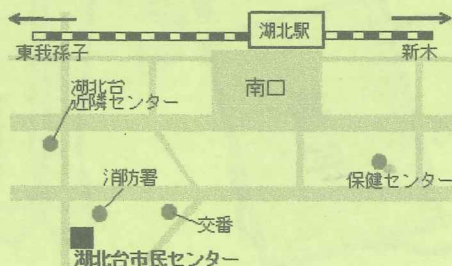 湖北駅
東我孫子
新木
湖北台
近隣センター
南口
消防署
保健センター
交番
湖北台市民センター